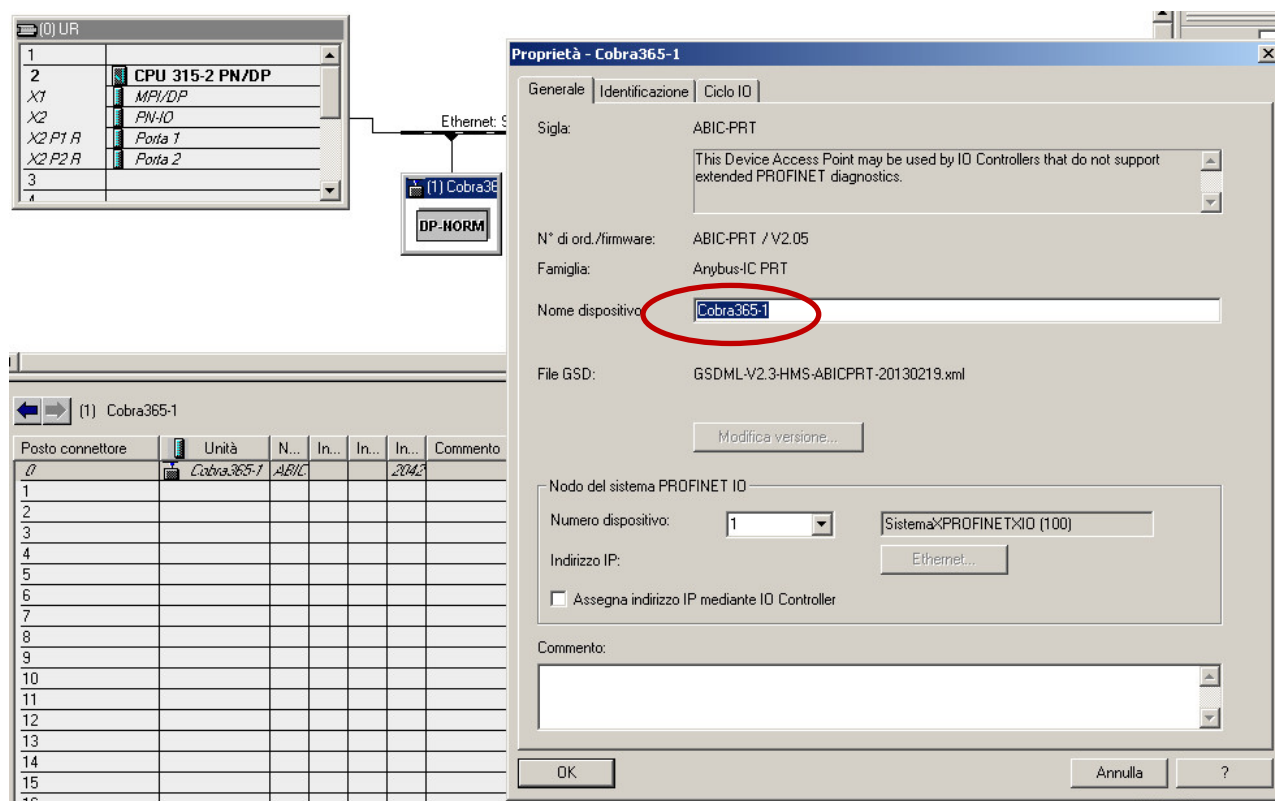 (0) UR
1
2 CPU 315-2 PN/DP
X1 MPI/DP
X2 PN-IO
X2 P1 R Porta 1
X2 P2 R Porta 2
3
4
Ethernet: S
(1) Cobra36
DP-NORM
(1) Cobra365-1
Posto connettore Unità N... In... In... In... Commento
0 Cobra365-1 ABIC 2042
1
2
3
4
5
6
7
8
9
10
11
12
13
14
15
16
Proprietà - Cobra365-1
Generale Identificazione Ciclo IO
Sigla: ABIC-PRT
This Device Access Point may be used by IO Controllers that do not support
extended PROFINET diagnostics.
N° di ord./firmware: ABIC-PRT / V2.05
Famiglia: Anybus-IC PRT
Nome dispositivo Cobra365-1
File GSD: GSDML-V2.3-HMS-ABICPRT-20130219.xml
Modifica versione...
Nodo del sistema PROFINET IO
Numero dispositivo: 1 SistemaXPROFINETXIO (100)
Indirizzo IP: Ethernet...
Assegna indirizzo IP mediante IO Controller
Commento:
OK Annulla ?